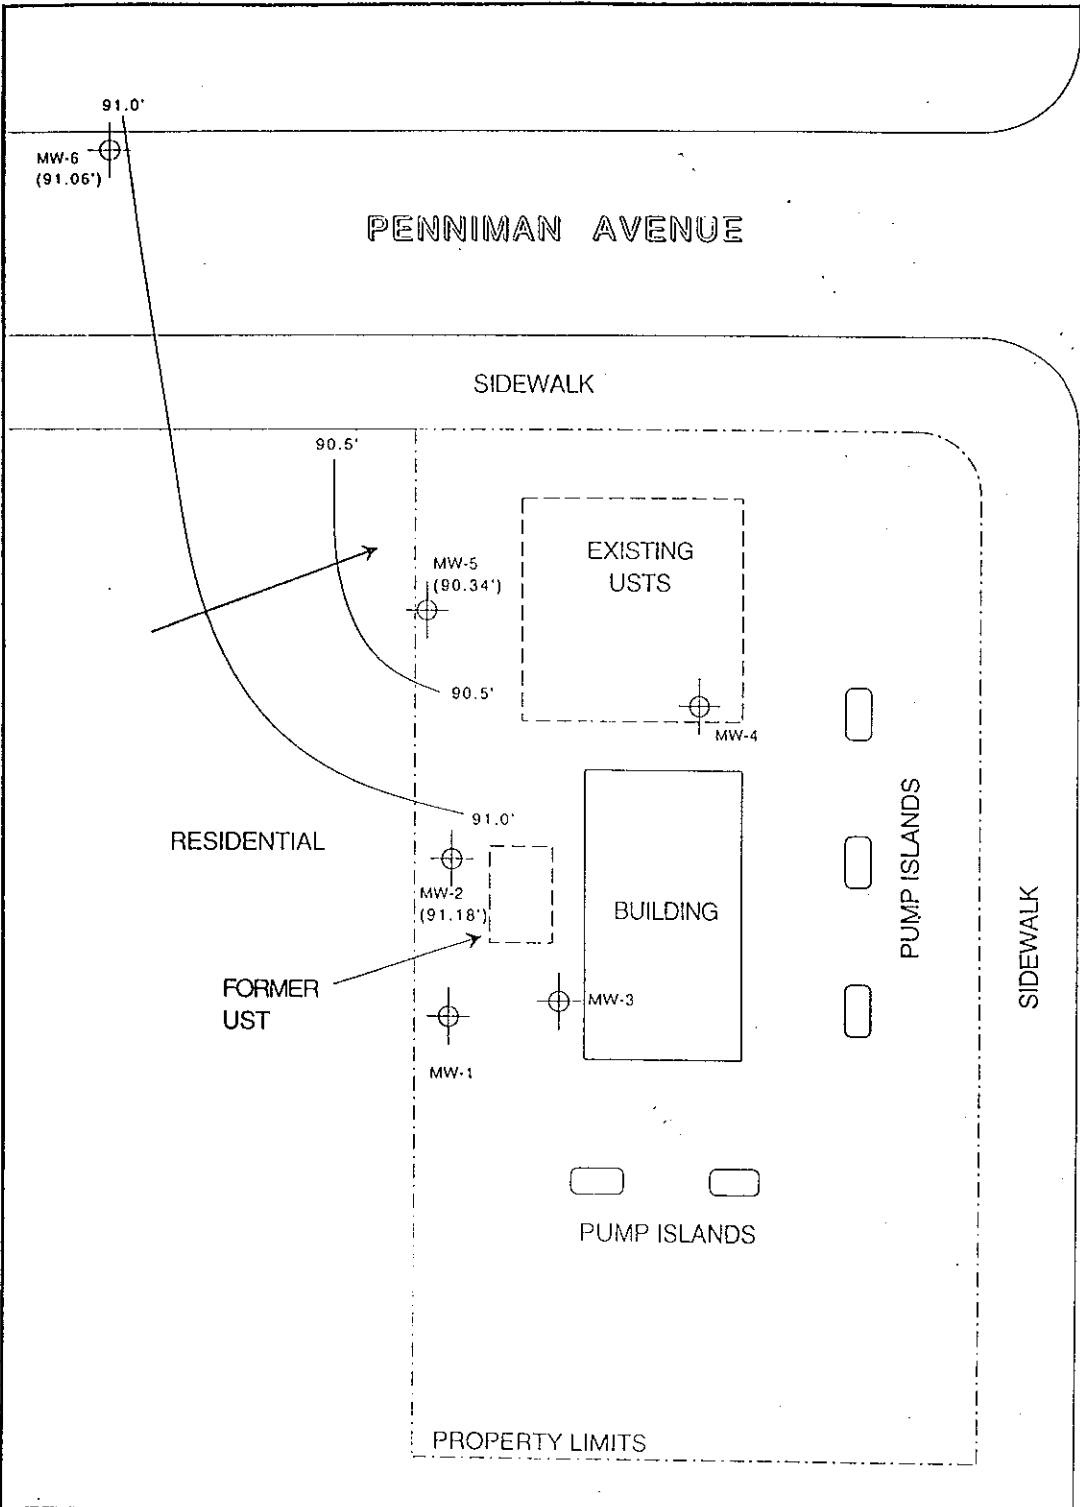 91.0'
MW-6
(91.06')
PENNIMAN AVENUE
SIDEWALK
90.5'
EXISTING
USTS
MW-5
(90.34')
90.5'
MW-4
91.0'
RESIDENTIAL
MW-2
(91.18')
BUILDING
PUMP ISLANDS
SIDEWALK
FORMER
UST
MW-3
MW-1
PUMP ISLANDS
PROPERTY LIMITS